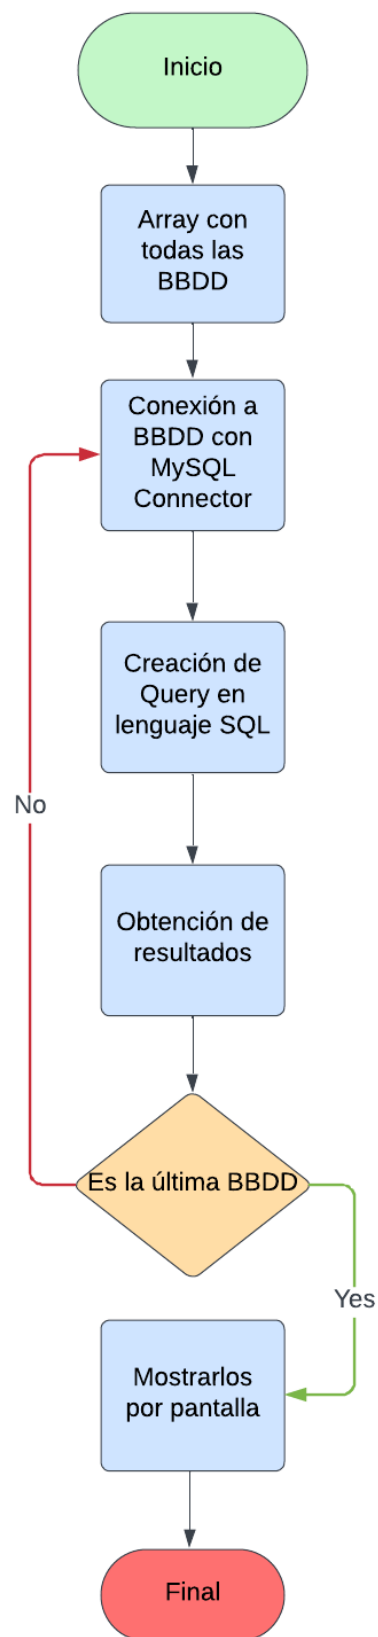 Inicio
Array con
todas las
BBDD
Conexión a
BBDD con
MySQL
Connector
Creación de
Query en
lenguaje SQL
No
Obtención de
resultados
Es la última BBDD
Yes
Mostrarlos
por pantalla
Final